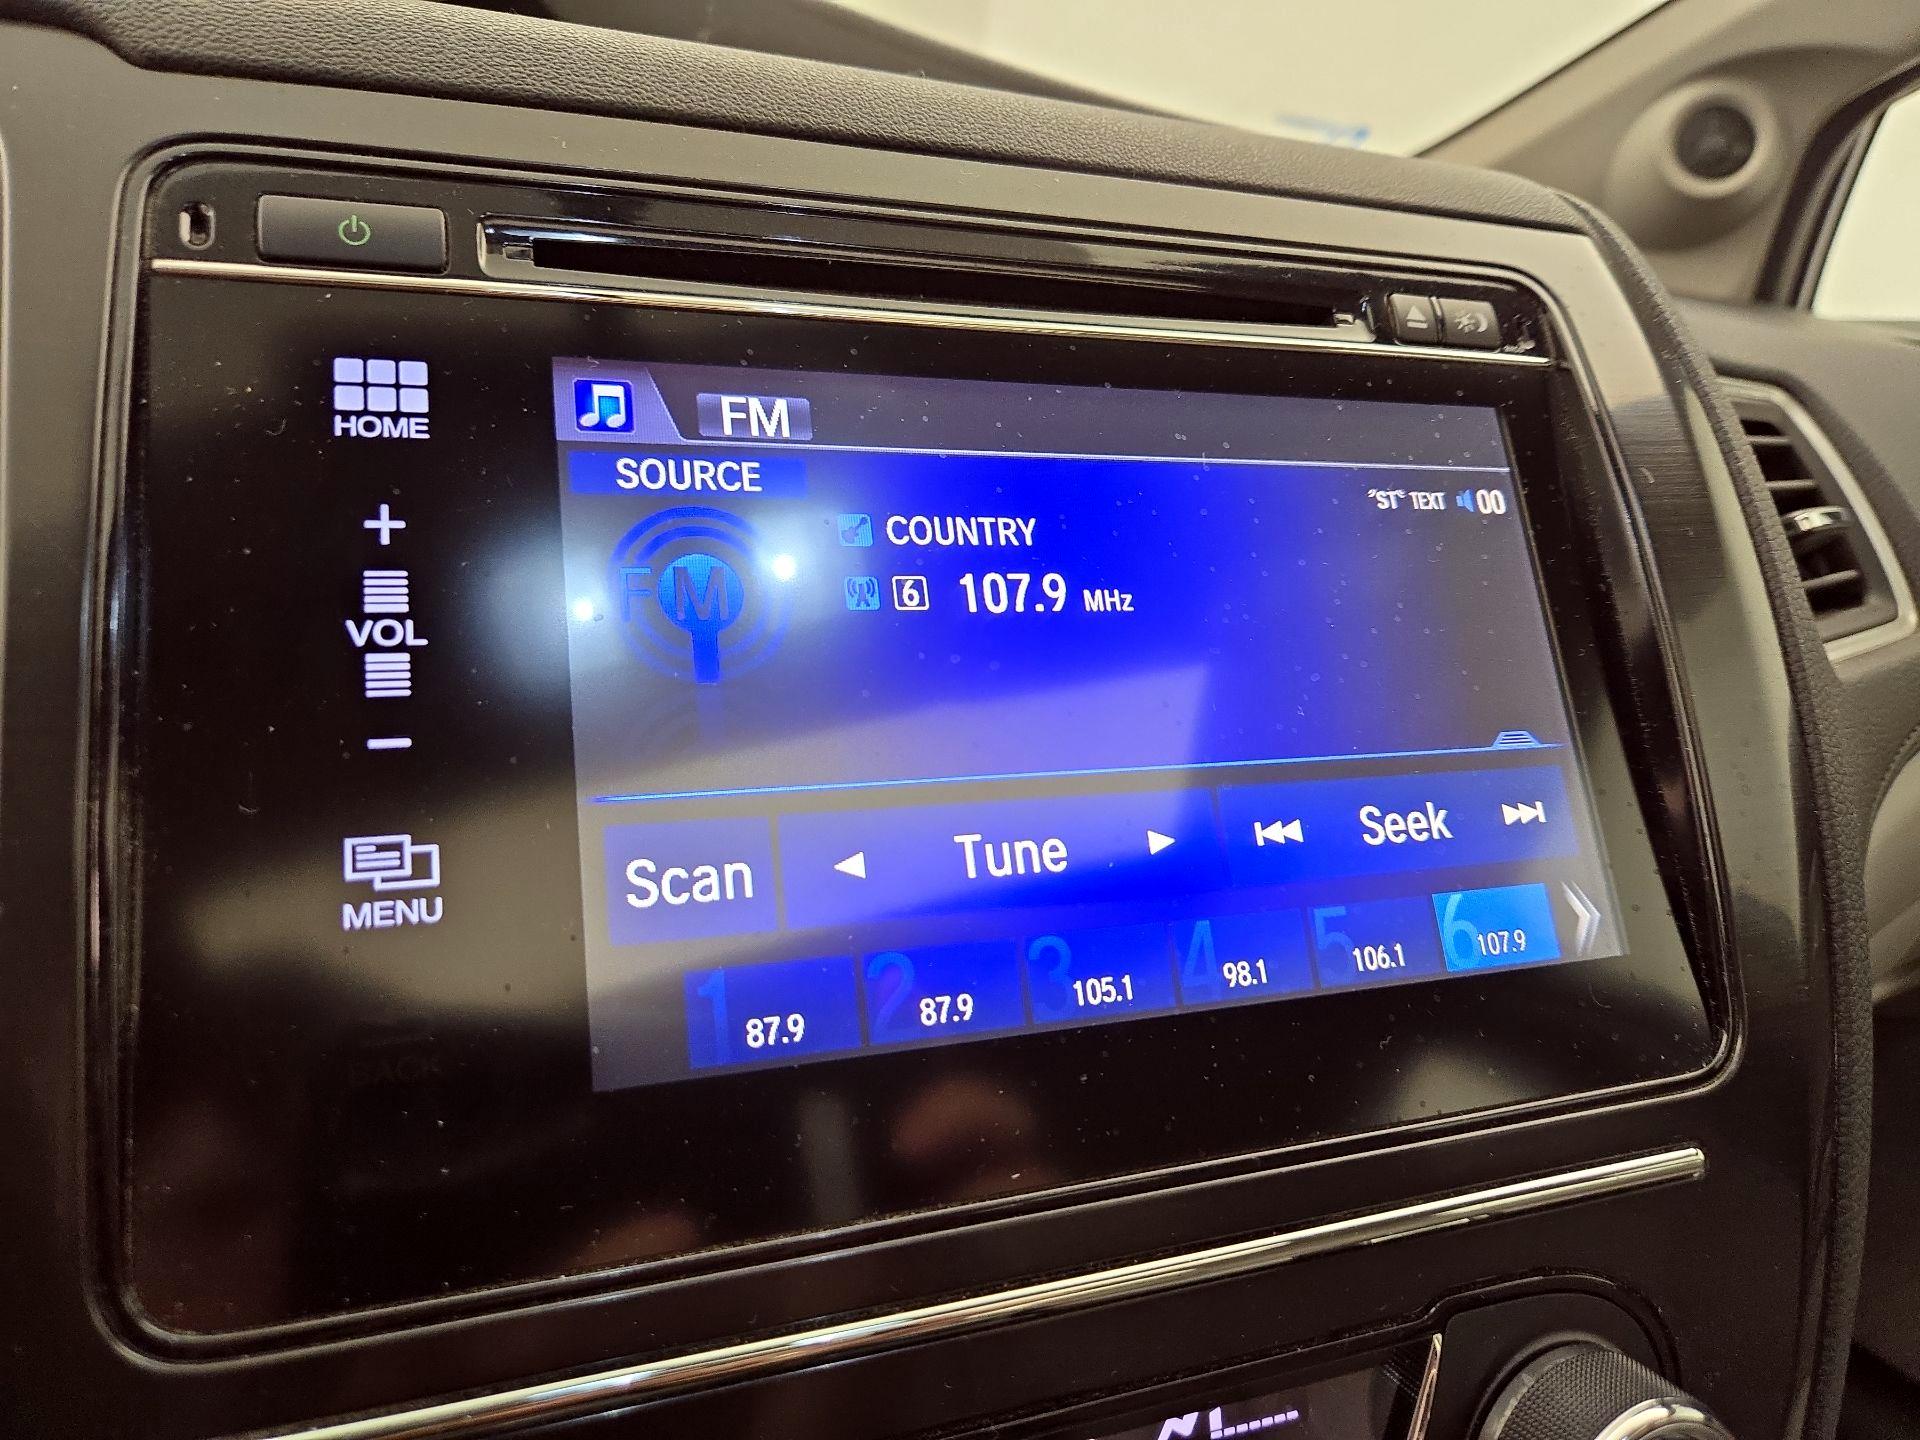 HOME
+
VOL
−
MENU
BACK
FM
SOURCE
"ST" TEXT 00
FM
COUNTRY
6 107.9 MHz
Scan
Tune
Seek
1 87.9
2 87.9
3 105.1
4 98.1
5 106.1
6 107.9